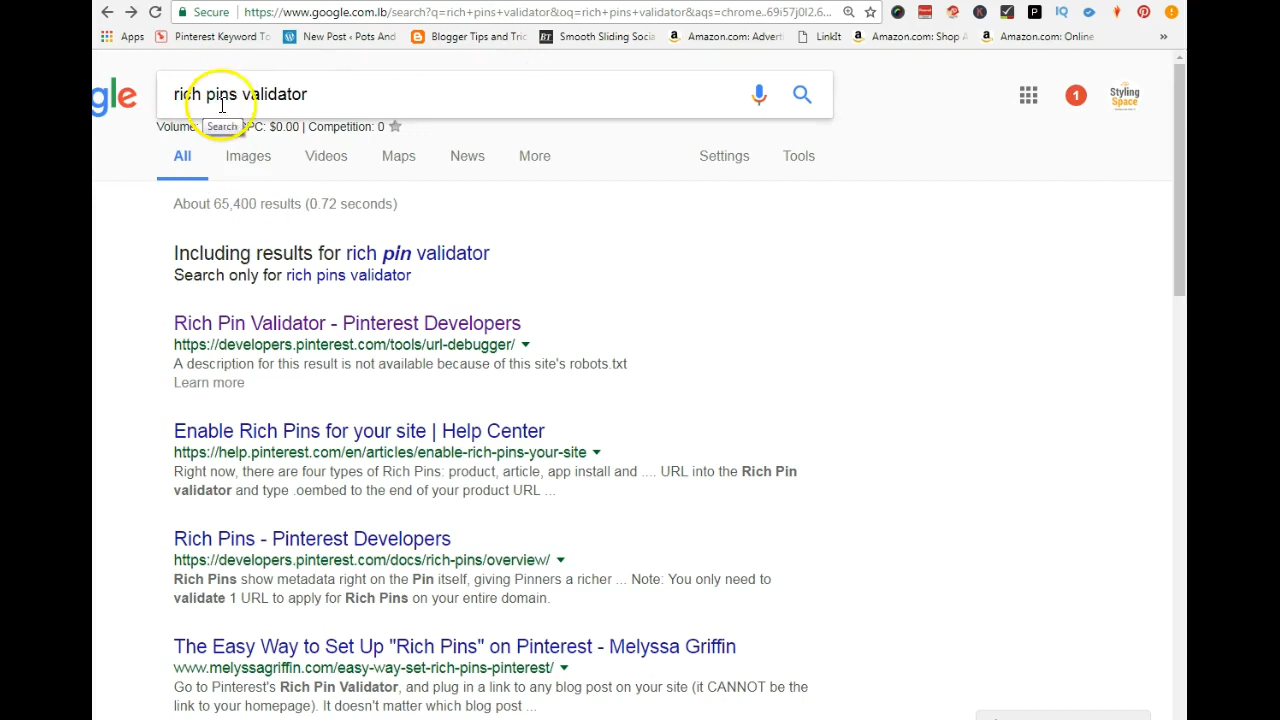 Secure https://www.google.com.lb/search?q=rich+pins+validator&oq=rich+pins+validator&aqs=chrome..69i57j0l2.6...
Apps Pinterest Keyword To New Post ‹ Pots And Blogger Tips and Tric BT Smooth Sliding Socia Amazon.com: Adverti LinkIt Amazon.com: Shop A Amazon.com: Online »
gle rich pins validator 1 Styling Space
Volume: Search PC: $0.00 | Competition: 0
All Images Videos Maps News More Settings Tools
About 65,400 results (0.72 seconds)
Including results for rich pin validator
Search only for rich pins validator
Rich Pin Validator - Pinterest Developers
https://developers.pinterest.com/tools/url-debugger/
A description for this result is not available because of this site's robots.txt
Learn more
Enable Rich Pins for your site | Help Center
https://help.pinterest.com/en/articles/enable-rich-pins-your-site
Right now, there are four types of Rich Pins: product, article, app install and .... URL into the Rich Pin
validator and type .oembed to the end of your product URL ...
Rich Pins - Pinterest Developers
https://developers.pinterest.com/docs/rich-pins/overview/
Rich Pins show metadata right on the Pin itself, giving Pinners a richer ... Note: You only need to
validate 1 URL to apply for Rich Pins on your entire domain.
The Easy Way to Set Up "Rich Pins" on Pinterest - Melyssa Griffin
www.melyssagriffin.com/easy-way-set-rich-pins-pinterest/
Go to Pinterest's Rich Pin Validator, and plug in a link to any blog post on your site (it CANNOT be the
link to your homepage). It doesn't matter which blog post ...